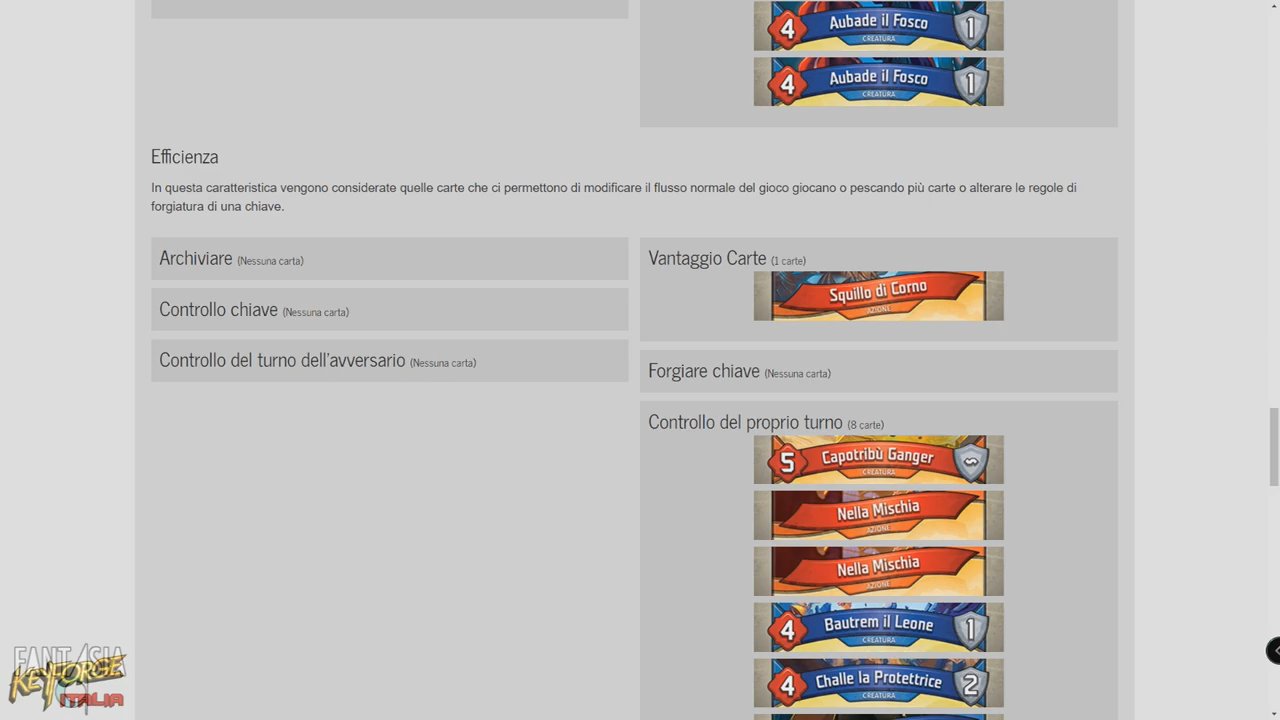 4 Aubade il Fosco 1
CREATURA
4 Aubade il Fosco 1
CREATURA
Efficienza
In questa caratteristica vengono considerate quelle carte che ci permettono di modificare il flusso normale del gioco giocano o pescando più carte o alterare le regole di
forgiatura di una chiave.
Archiviare (Nessuna carta)
Controllo chiave (Nessuna carta)
Controllo del turno dell'avversario (Nessuna carta)
Vantaggio Carte (1 carte)
Squillo di Corno
AZIONE
Forgiare chiave (Nessuna carta)
Controllo del proprio turno (8 carte)
5 Capotribù Ganger ~
CREATURA
Nella Mischia
AZIONE
Nella Mischia
AZIONE
4 Bautrem il Leone 1
CREATURA
4 Challe la Protettrice 2
CREATURA
FANTASIA
KEYFORGE
ITALIA